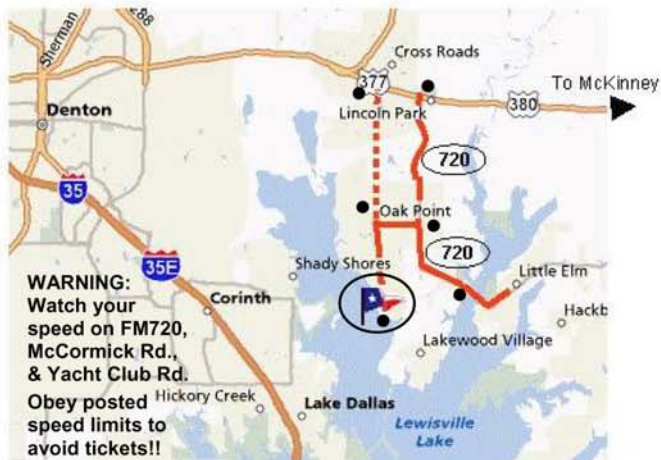 288
Sherman
Cross Roads
377
To McKinney
Lincoln Park
380
Denton
720
35
Oak Point
720
35E
Shady Shores
Little Elm
WARNING:
Watch your
speed on FM720,
McCormick Rd.,
& Yacht Club Rd.
Obey posted
speed limits to
avoid tickets!!
Corinth
Hackb
Lakewood Village
Hickory Creek
Lake Dallas
Lewisville
Lake